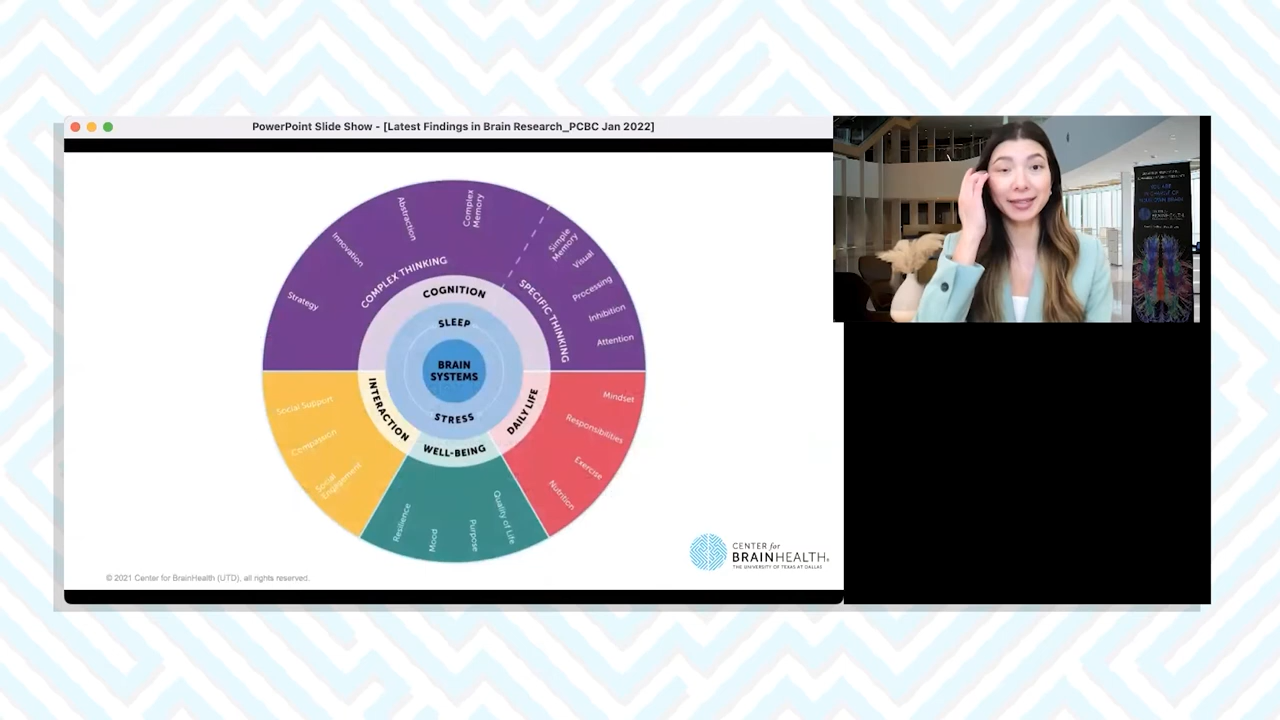 PowerPoint Slide Show - [Latest Findings in Brain Research_PCBC Jan 2022]
Strategy
Innovation
Abstraction
Complex
Memory
COMPLEX THINKING
Simple
Memory
Visual
Processing
Inhibition
Attention
SPECIFIC THINKING
COGNITION
SLEEP
BRAIN
SYSTEMS
STRESS
INTERACTION
DAILY LIFE
WELL-BEING
Social Support
Compassion
Social
Engagement
Resilience
Mood
Purpose
Quality of Life
Mindset
Responsibilities
Exercise
Nutrition
CENTER for
BRAINHEALTH®
THE UNIVERSITY OF TEXAS AT DALLAS
© 2021 Center for BrainHealth (UTD), all rights reserved.